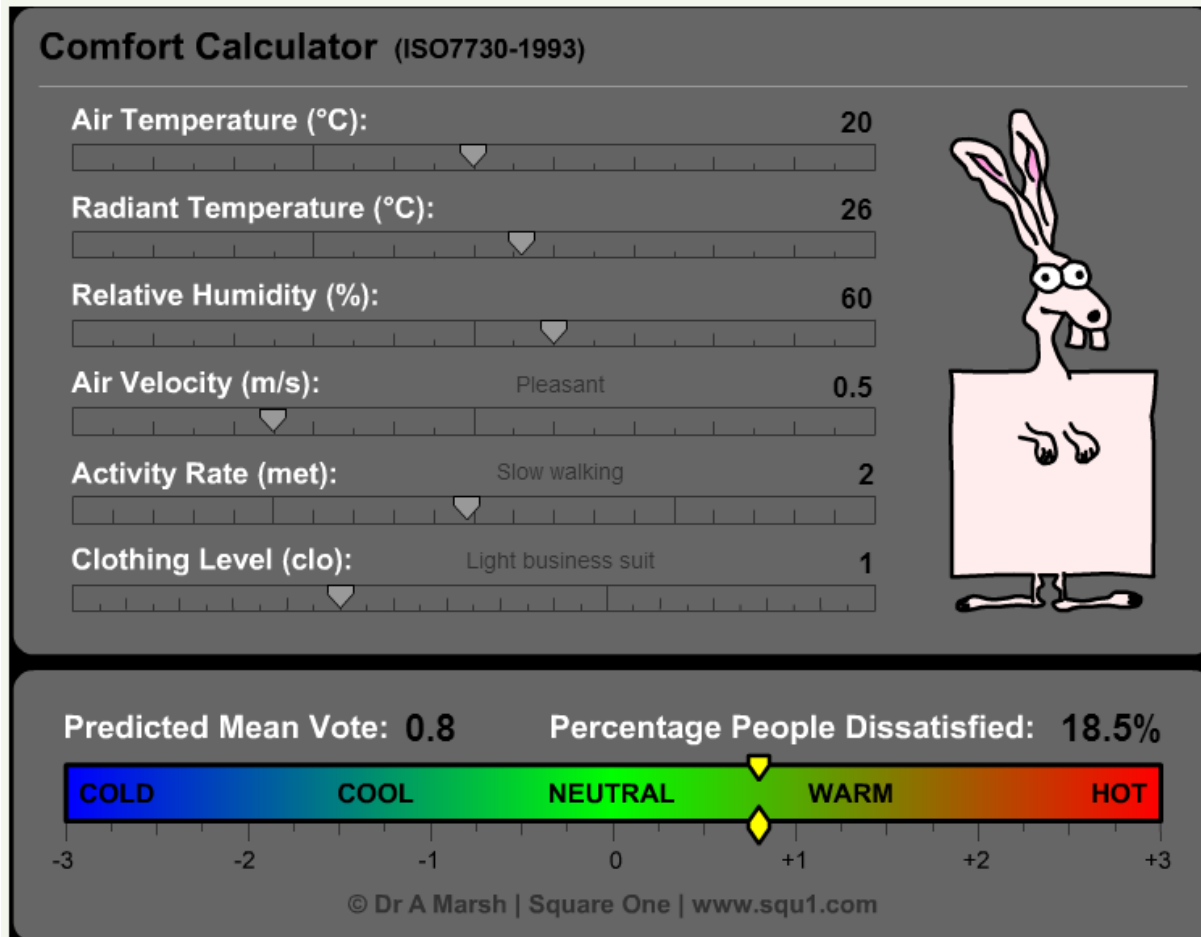 Comfort Calculator (ISO7730-1993)
Air Temperature (°C): 20
Radiant Temperature (°C): 26
Relative Humidity (%): 60
Air Velocity (m/s): Pleasant 0.5
Activity Rate (met): Slow walking 2
Clothing Level (clo): Light business suit 1
Predicted Mean Vote: 0.8 Percentage People Dissatisfied: 18.5%
COLD COOL NEUTRAL WARM HOT
-3 -2 -1 0 +1 +2 +3
© Dr A Marsh | Square One | www.squ1.com